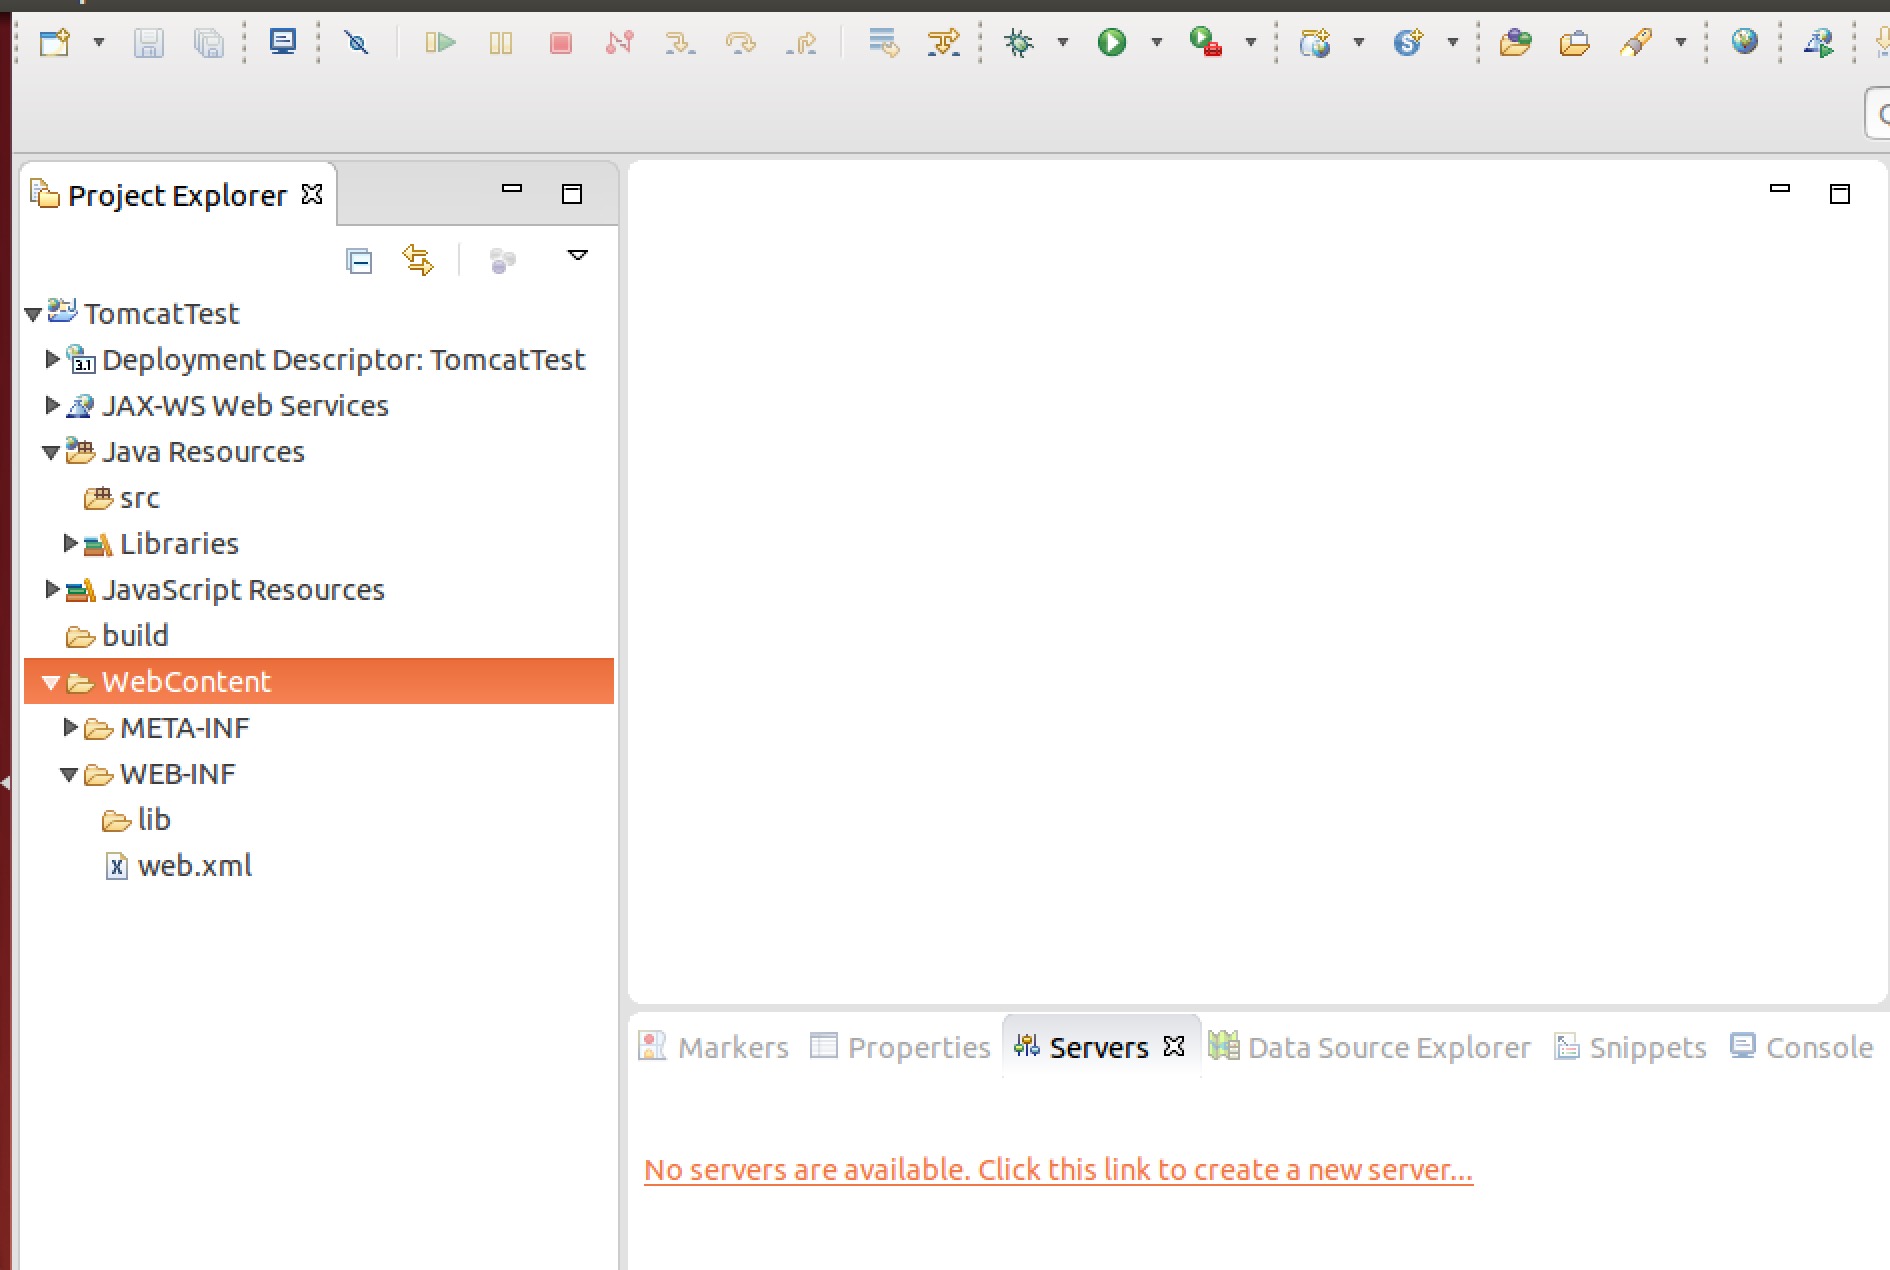 Project Explorer
TomcatTest
Deployment Descriptor: TomcatTest
3.1
JAX-WS Web Services
Java Resources
src
Libraries
JavaScript Resources
build
WebContent
META-INF
WEB-INF
lib
web.xml
Markers Properties Servers Data Source Explorer Snippets Console
No servers are available. Click this link to create a new server...